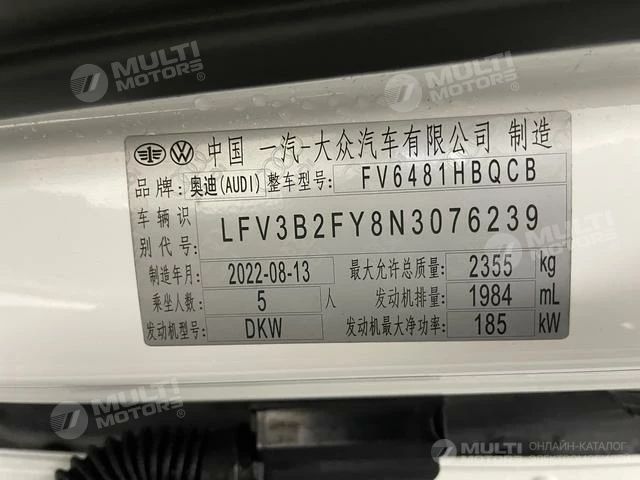 MULTI MOTORS®
MULTI MOTORS®
中国 一汽-大众汽车有限公司 制造
品牌: 奥迪(AUDI) 整车型号: FV6481HBQCB
车辆识别代号: LFV3B2FY8N3076239
制造年月: 2022-08-13 最大允许总质量: 2355 kg
乘坐人数: 5 人 发动机排量: 1984 mL
发动机型号: DKW 发动机最大净功率: 185 kW
MULTI MOTORS®
MULTI MOTORS®
MULTI MOTORS®
MULTI ОНЛАЙН-КАТАЛОГ